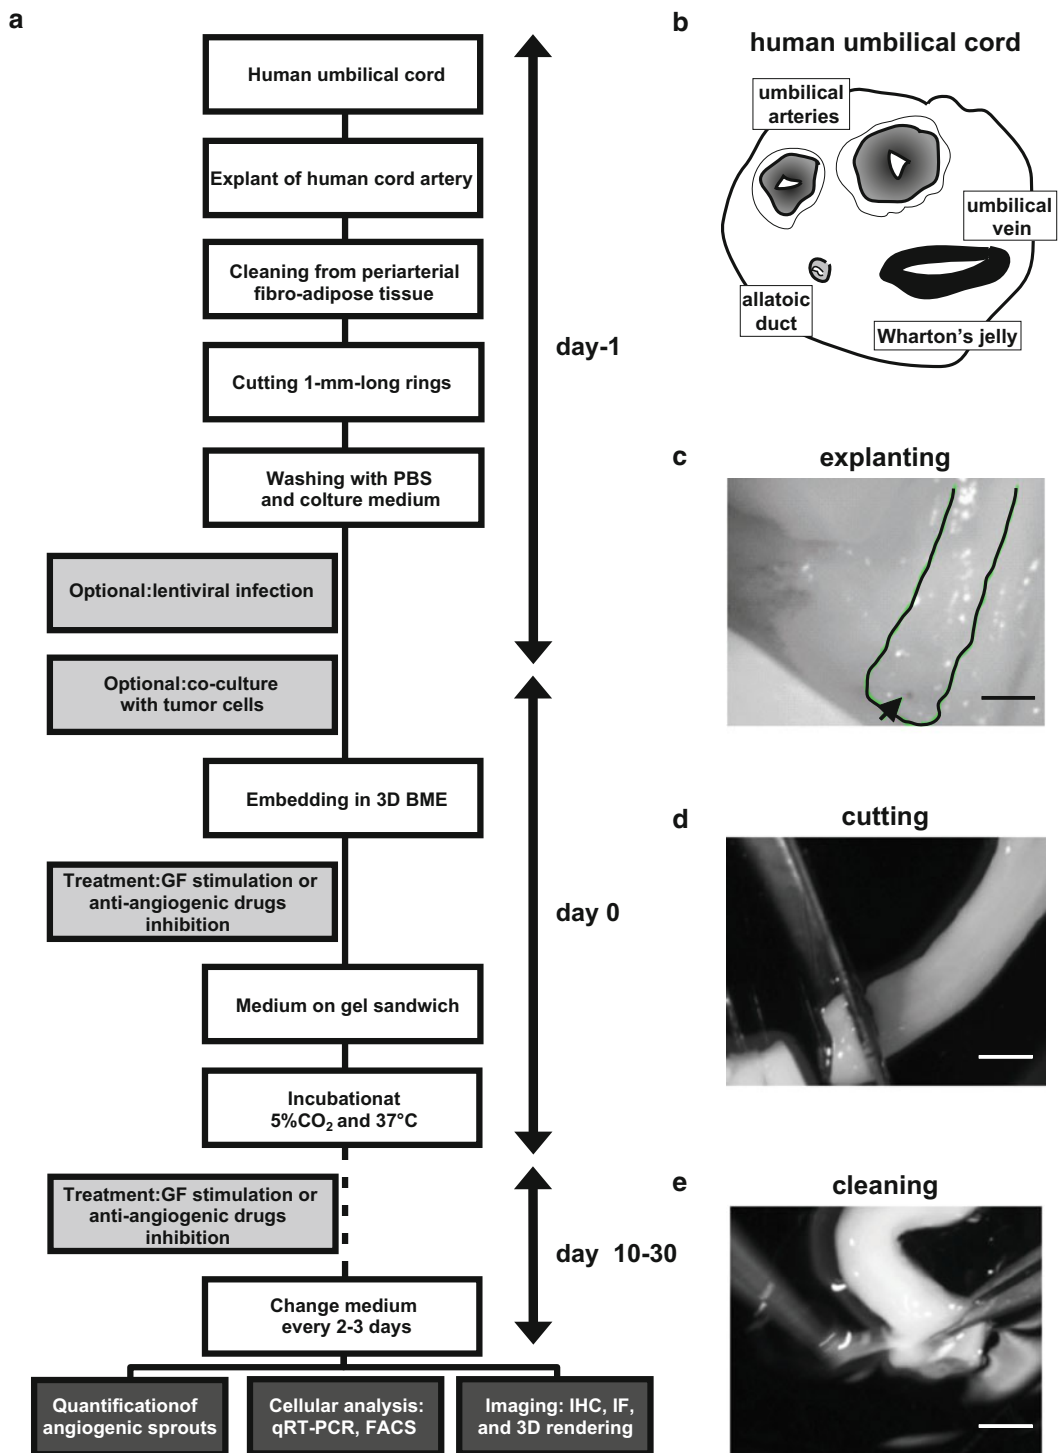 a
Human umbilical cord
Explant of human cord artery
Cleaning from periarterial
fibro-adipose tissue
Cutting 1-mm-long rings
Washing with PBS
and colture medium
Optional:lentiviral infection
day-1
Optional:co-culture
with tumor cells
Embedding in 3D BME
Treatment:GF stimulation or
anti-angiogenic drugs
inhibition
Medium on gel sandwich
Incubationat
5%CO₂ and 37°C
day 0
Treatment:GF stimulation or
anti-angiogenic drugs
inhibition
Change medium
every 2-3 days
day 10-30
Quantificationof
angiogenic sprouts
Cellular analysis:
qRT-PCR, FACS
Imaging: IHC, IF,
and 3D rendering
b
human umbilical cord
umbilical
arteries
umbilical
vein
allatoic
duct
Wharton's jelly
c
explanting
d
cutting
e
cleaning